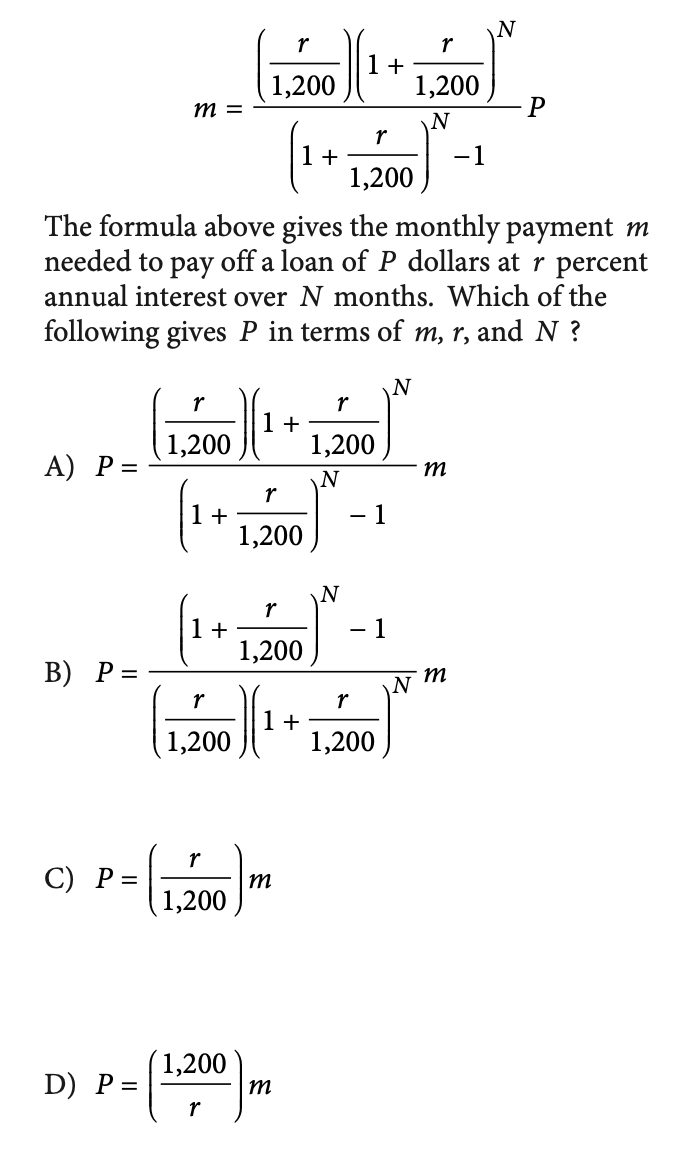 m = \frac{\left(\frac{r}{1,200}\right)\left(1 + \frac{r}{1,200}\right)^N}{\left(1 + \frac{r}{1,200}\right)^N - 1} P
The formula above gives the monthly payment m
needed to pay off a loan of P dollars at r percent
annual interest over N months. Which of the
following gives P in terms of m, r, and N ?
A) P = \frac{\left(\frac{r}{1,200}\right)\left(1 + \frac{r}{1,200}\right)^N}{\left(1 + \frac{r}{1,200}\right)^N - 1} m
B) P = \frac{\left(1 + \frac{r}{1,200}\right)^N - 1}{\left(\frac{r}{1,200}\right)\left(1 + \frac{r}{1,200}\right)^N} m
C) P = \left(\frac{r}{1,200}\right) m
D) P = \left(\frac{1,200}{r}\right) m